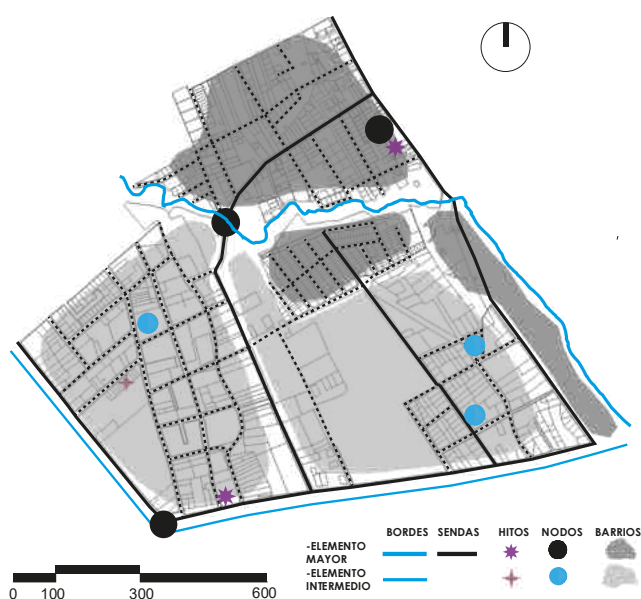 BORDES SENDAS HITOS NODOS BARRIOS
-ELEMENTO
MAYOR
-ELEMENTO
INTERMEDIO
0 100 300 600